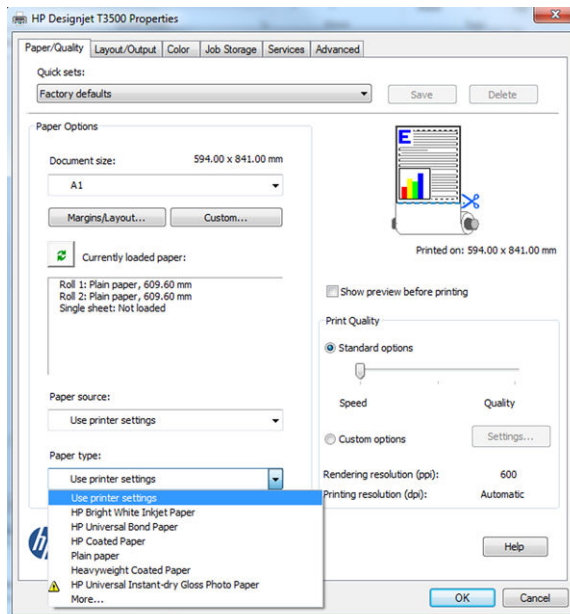 HP Designjet T3500 Properties
Paper/Quality Layout/Output Color Job Storage Services Advanced
Quick sets:
Factory defaults
Save Delete
Paper Options
Document size: 594.00 x 841.00 mm
A1
Margins/Layout... Custom...
Currently loaded paper:
Roll 1: Plain paper, 609.60 mm
Roll 2: Plain paper, 609.60 mm
Single sheet: Not loaded
Paper source:
Use printer settings
Paper type:
Use printer settings
Use printer settings
HP Bright White Inkjet Paper
HP Universal Bond Paper
HP Coated Paper
Plain paper
Heavyweight Coated Paper
HP Universal Instant-dry Gloss Photo Paper
More...
hp
E
Printed on: 594.00 x 841.00 mm
Show preview before printing
Print Quality
Standard options
Speed Quality
Custom options Settings...
Rendering resolution (ppi): 600
Printing resolution (dpi): Automatic
Help
OK Cancel